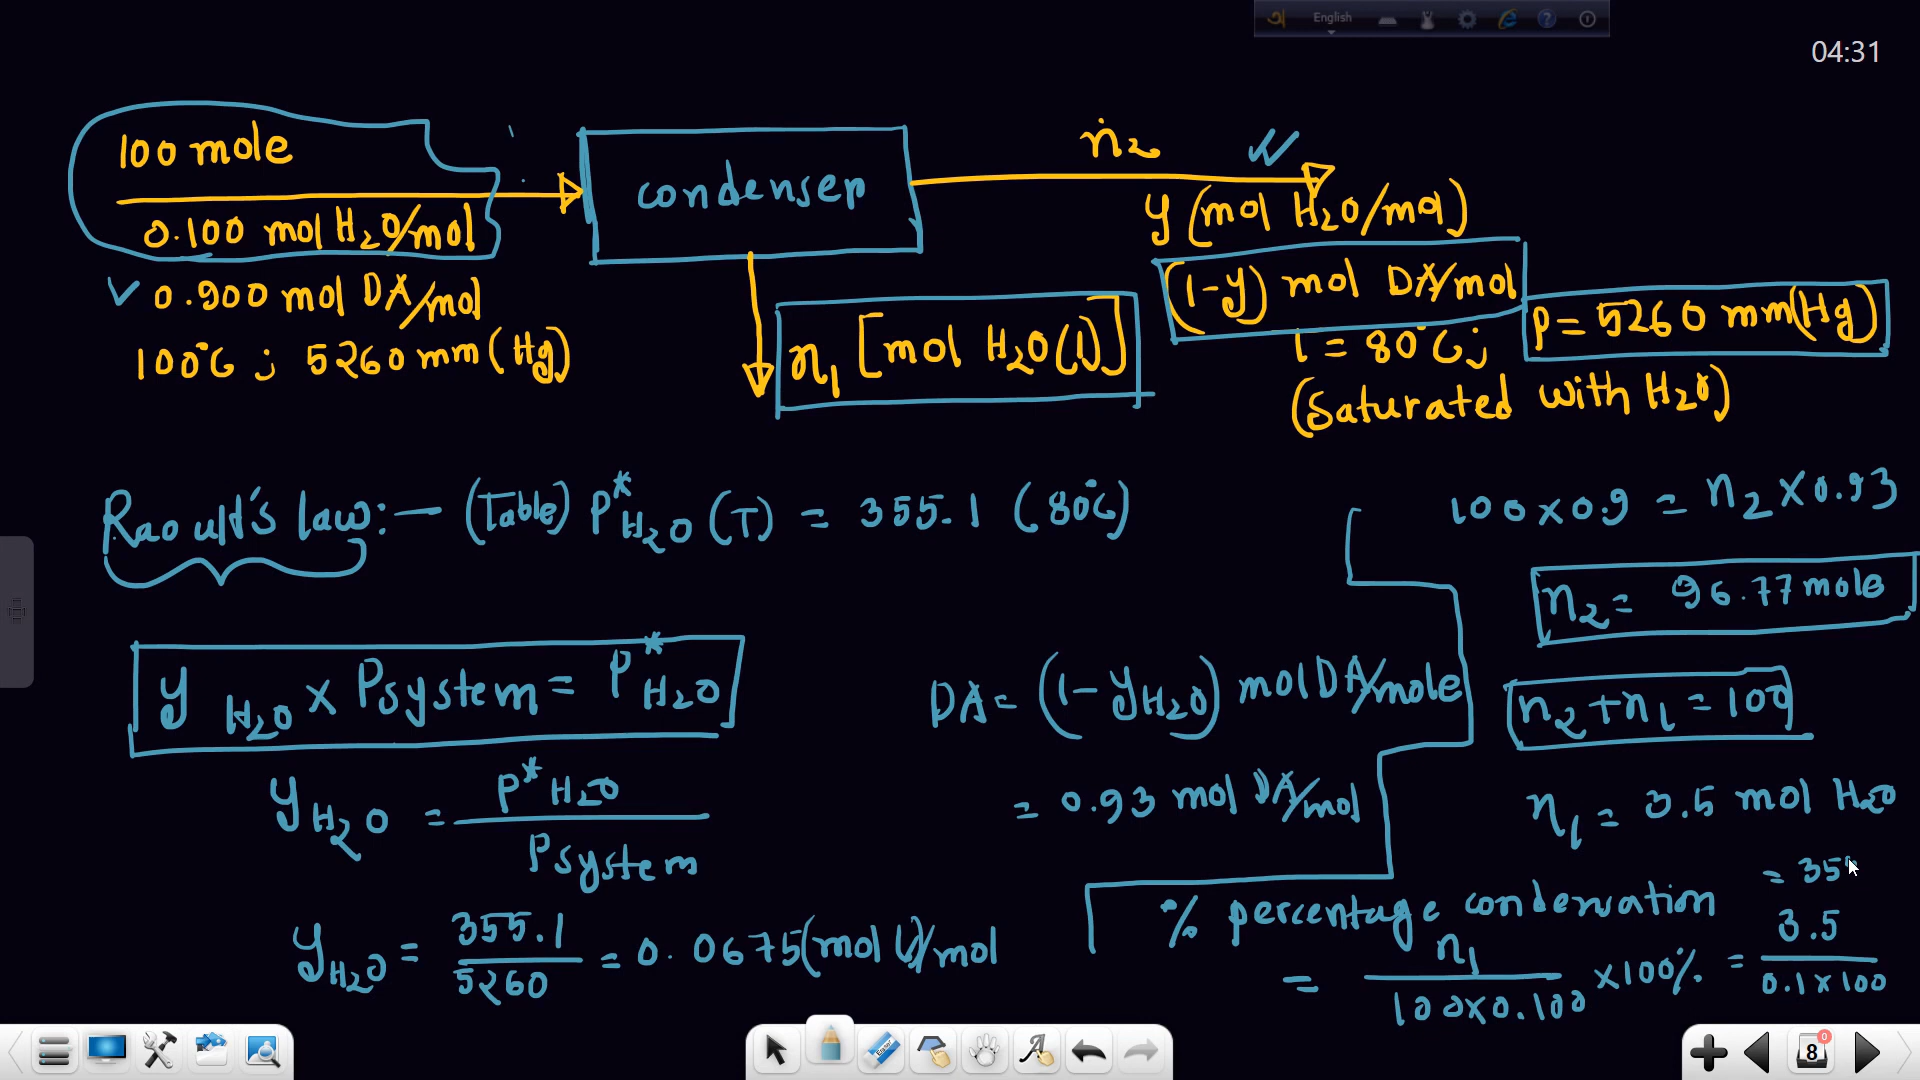 English
04:31
100 mole
0.100 mol H₂O/mol
0.900 mol DA/mol
100°C ; 5260 mm (Hg)
condenser
n₁ [mol H₂O(l)]
ṅ₂
y (mol H₂O/mol)
(1-y) mol DA/mol
P = 5260 mm(Hg)
T = 80°C;
(Saturated with H₂O)
Raoult's law:— (Table) P*H₂O (T) = 355.1 (80°C)
y H₂O × Psystem = P*H₂O
yH₂O = P*H₂O / Psystem
yH₂O = 355.1 / 5260 = 0.0675 (mol V)/mol
DA = (1-yH₂O) mol DA/mole
= 0.93 mol DA/mol
100×0.9 = n₂×0.93
n₂ = 96.77 mole
n₂+n₁ = 100
n₁ = 3.5 mol H₂O
% percentage condensation
= n₁ / 100×0.100 ×100% = 3.5 / 0.1×100
= 35%
8
0
Eraser